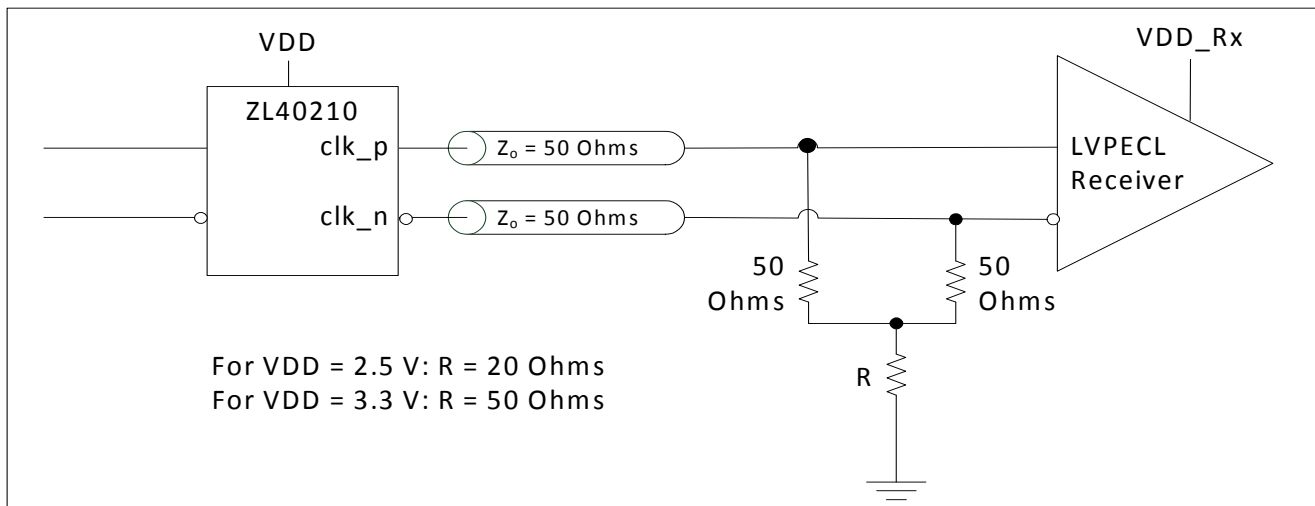 VDD
VDD_Rx
ZL40210
clk_p
Zo = 50 Ohms
LVPECL
Receiver
clk_n
Zo = 50 Ohms
50
Ohms
50
Ohms
For VDD = 2.5 V: R = 20 Ohms
For VDD = 3.3 V: R = 50 Ohms
R